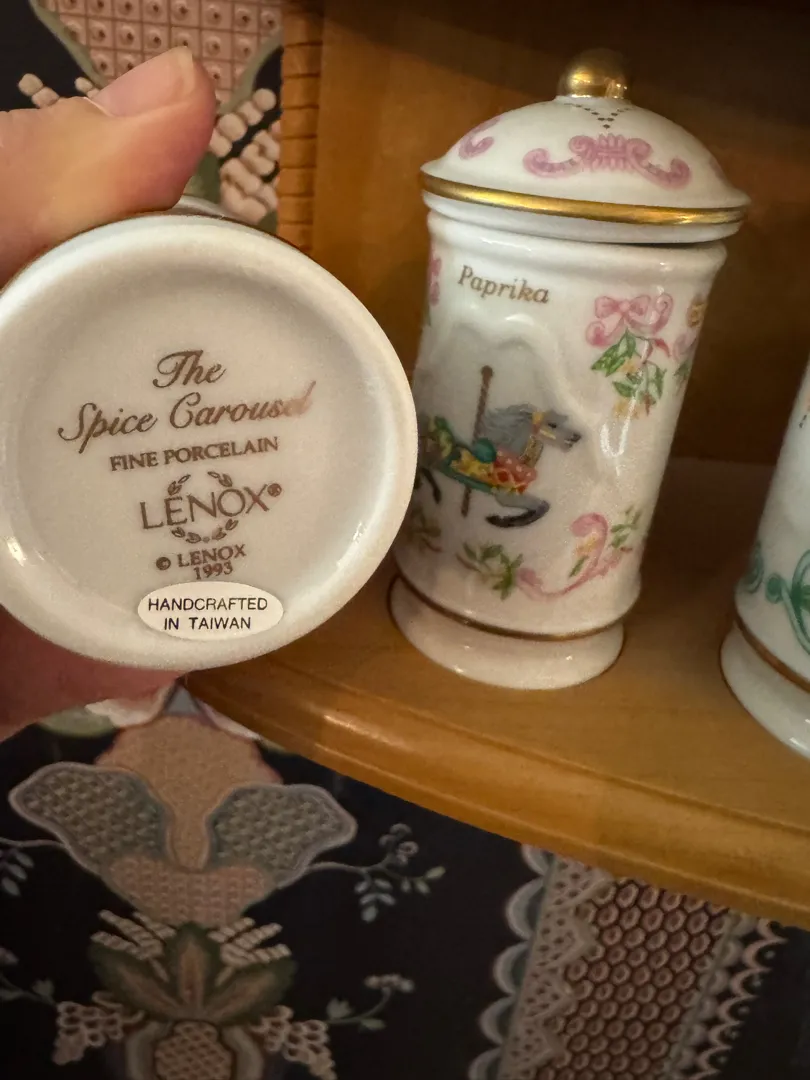 The
Spice Carousel
FINE PORCELAIN
LENOX®
© LENOX
1993
HANDCRAFTED
IN TAIWAN
Paprika